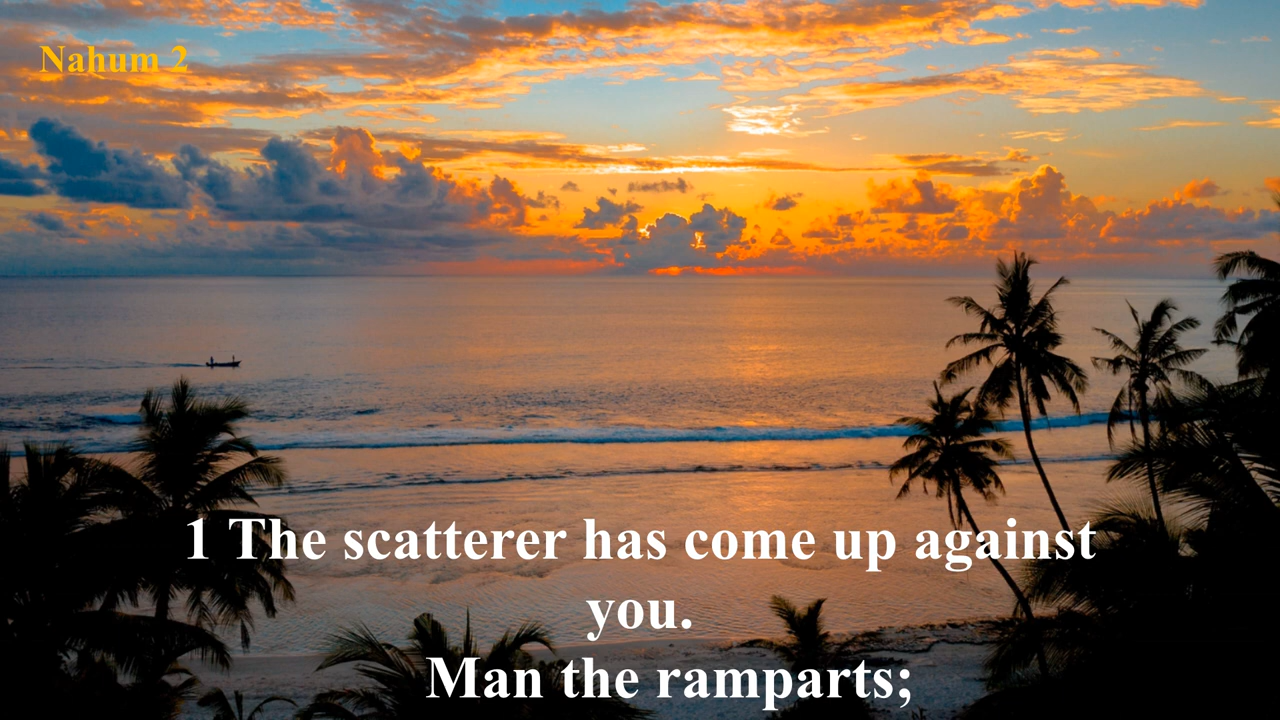 Nahum 2
1 The scatterer has come up against
you.
Man the ramparts;